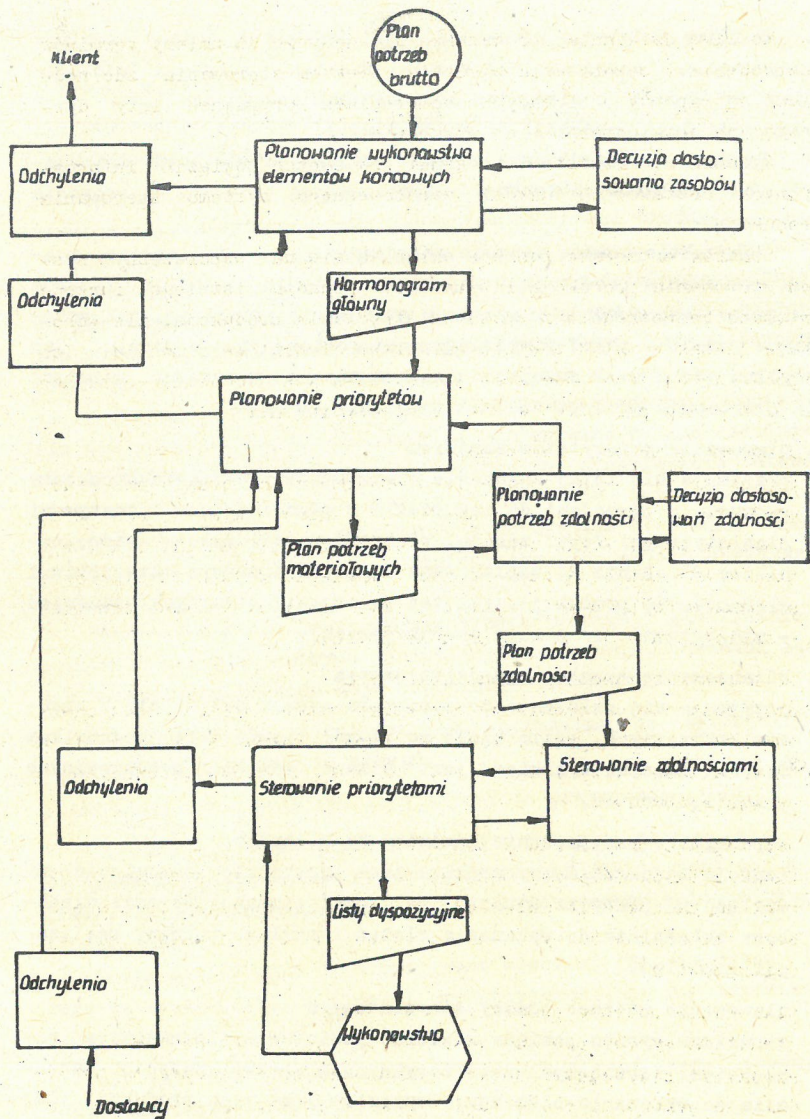 Plan
potrzeb
brutto
Klient
Odchylenia
Planowanie wykonawstwa
elementów końcowych
Decyzja dosto-
sowania zasobów
Odchylenia
Harmonogram
główny
Planowanie priorytetów
Planowanie
potrzeb zdolności
Decyzja dostoso-
wań zdolności
Plan potrzeb
materiałowych
Plan potrzeb
zdolności
Odchylenia
Sterowanie priorytetami
Sterowanie zdolnościami
Listy dyspozycyjne
Odchylenia
Wykonawstwo
Dostawcy